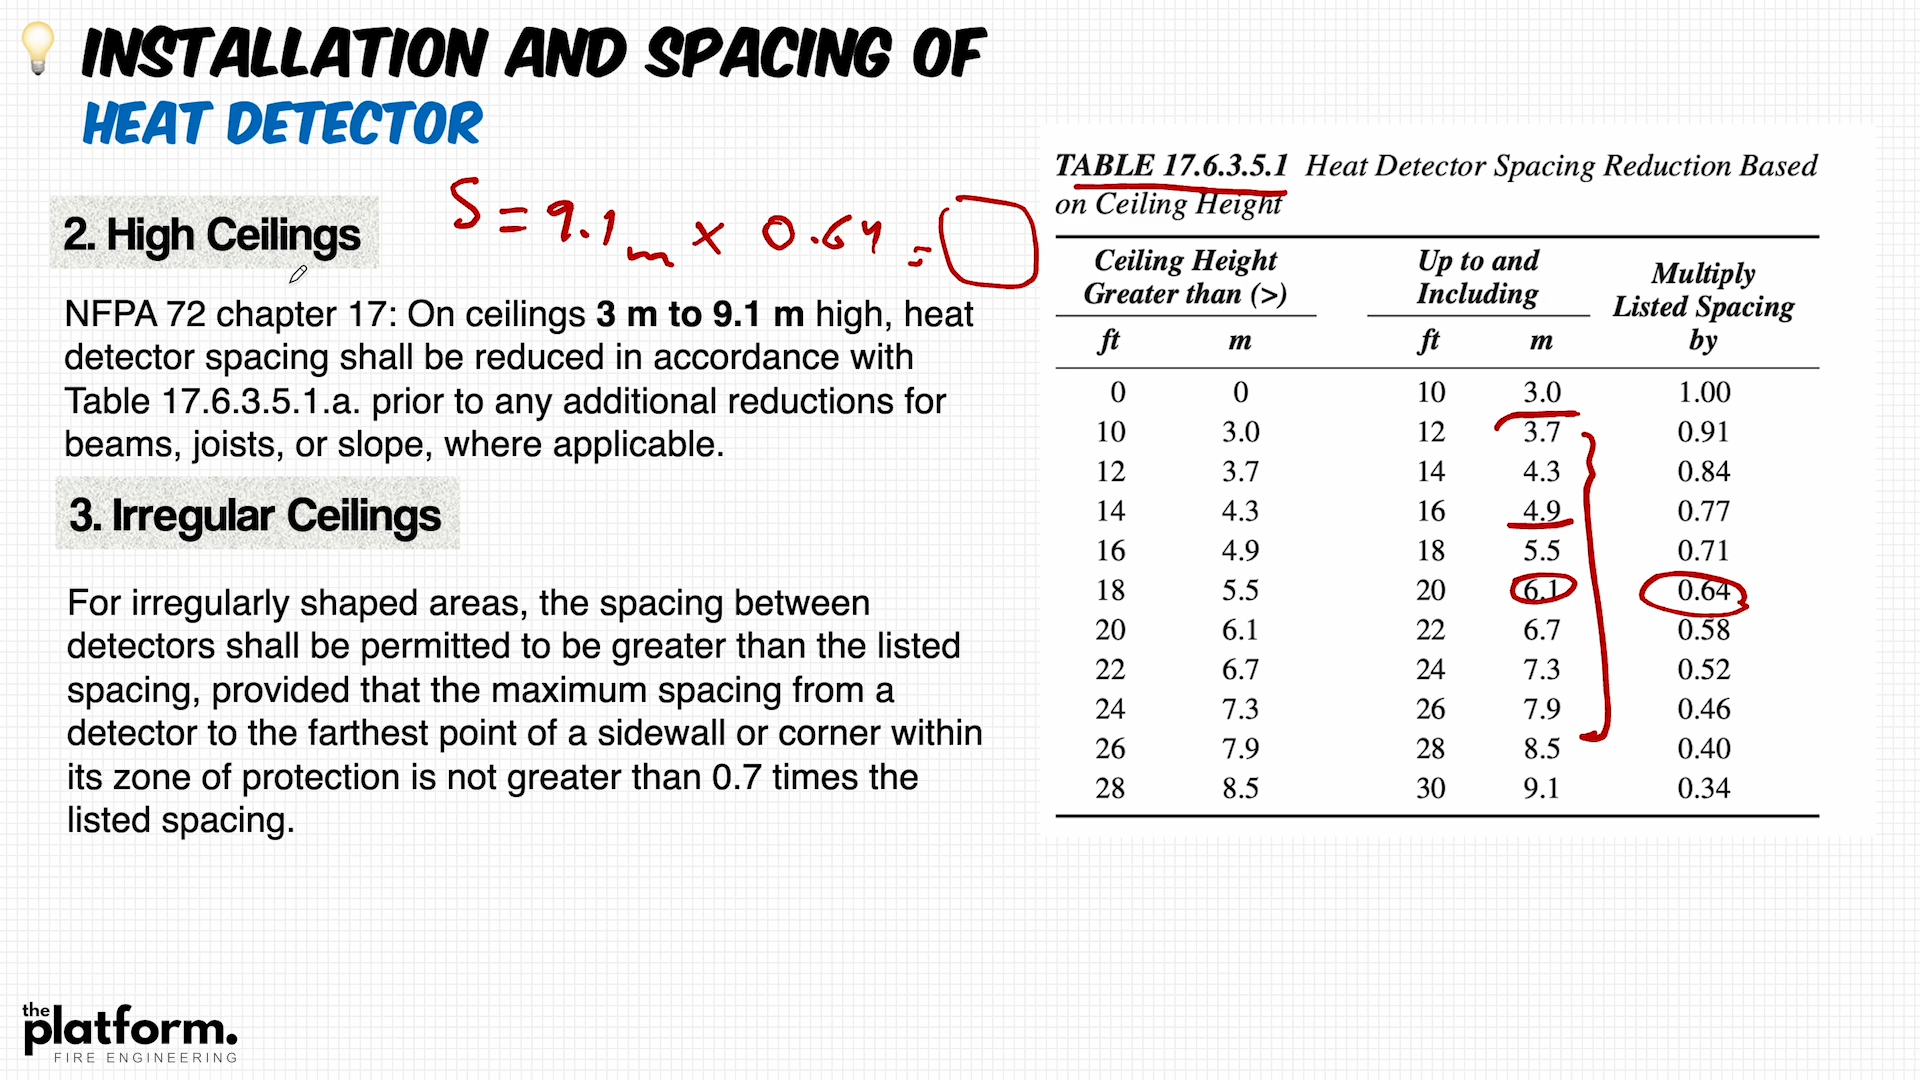 INSTALLATION AND SPACING OF
HEAT DETECTOR
2. High Ceilings
S = 9.1 m x 0.64 =
NFPA 72 chapter 17: On ceilings 3 m to 9.1 m high, heat
detector spacing shall be reduced in accordance with
Table 17.6.3.5.1.a. prior to any additional reductions for
beams, joists, or slope, where applicable.
3. Irregular Ceilings
For irregularly shaped areas, the spacing between
detectors shall be permitted to be greater than the listed
spacing, provided that the maximum spacing from a
detector to the farthest point of a sidewall or corner within
its zone of protection is not greater than 0.7 times the
listed spacing.
TABLE 17.6.3.5.1 Heat Detector Spacing Reduction Based
on Ceiling Height
Ceiling Height Up to and Multiply
Greater than (>) Including Listed Spacing
ft m ft m by
0 0 10 3.0 1.00
10 3.0 12 3.7 0.91
12 3.7 14 4.3 0.84
14 4.3 16 4.9 0.77
16 4.9 18 5.5 0.71
18 5.5 20 6.1 0.64
20 6.1 22 6.7 0.58
22 6.7 24 7.3 0.52
24 7.3 26 7.9 0.46
26 7.9 28 8.5 0.40
28 8.5 30 9.1 0.34
the
platform.
FIRE ENGINEERING